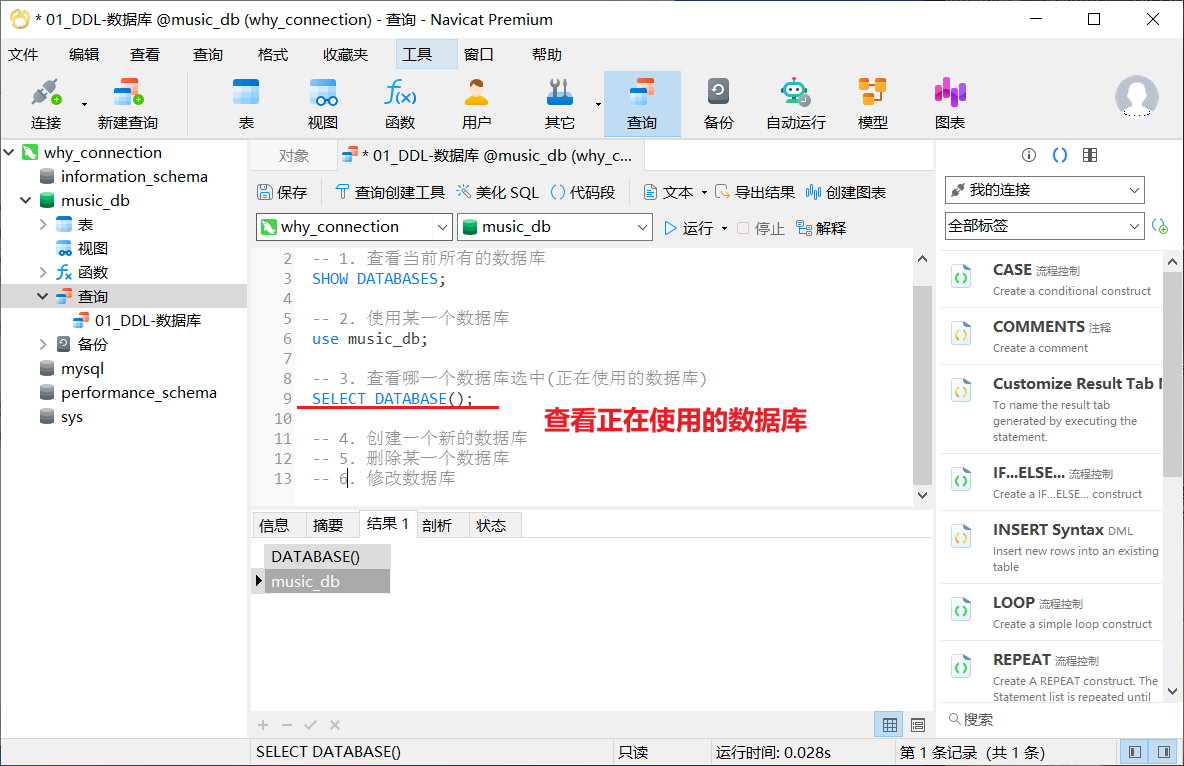 * 01_DDL-数据库 @music_db (why_connection) - 查询 - Navicat Premium
文件 编辑 查看 查询 格式 收藏夹 工具 窗口 帮助
连接 新建查询 表 视图 函数 用户 其它 查询 备份 自动运行 模型 图表
why_connection
information_schema
music_db
表
视图
函数
查询
01_DDL-数据库
备份
mysql
performance_schema
sys
对象 * 01_DDL-数据库 @music_db (why_c...
保存 查询创建工具 美化 SQL 代码段 文本 导出结果 创建图表
why_connection music_db 运行 停止 解释
2 -- 1. 查看当前所有的数据库
3 SHOW DATABASES;
4
5 -- 2. 使用某一个数据库
6 use music_db;
7
8 -- 3. 查看哪一个数据库选中(正在使用的数据库)
9 SELECT DATABASE();
10
查看正在使用的数据库
11 -- 4. 创建一个新的数据库
12 -- 5. 删除某一个数据库
13 -- 6. 修改数据库
信息 摘要 结果 1 剖析 状态
DATABASE()
music_db
我的连接
全部标签
CASE 流程控制
Create a conditional construct
COMMENTS 注释
Create a comment
Customize Result Tab N
To name the result tab
generated by executing the
statement.
IF...ELSE... 流程控制
Create a IF...ELSE... construct
INSERT Syntax DML
Insert new rows into an existing
table
LOOP 流程控制
Create a simple loop construct
REPEAT 流程控制
Create A REPEAT construct. The
Statement list is repeated until
搜索
SELECT DATABASE() 只读 运行时间: 0.028s 第 1 条记录 (共 1 条)